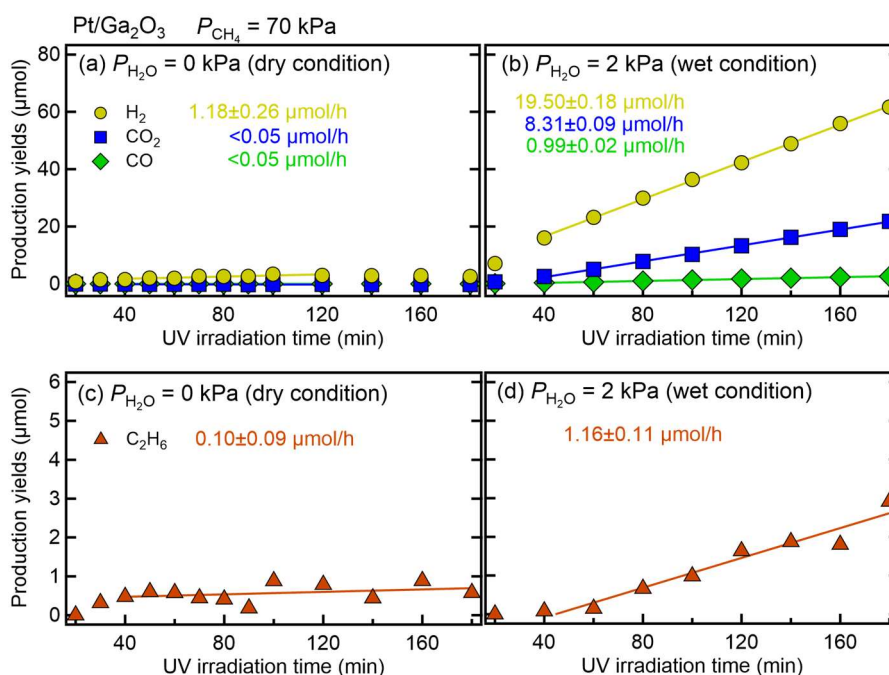 Pt/Ga₂O₃ P_CH₄ = 70 kPa
(a) P_H₂O = 0 kPa (dry condition)
H₂ 1.18±0.26 µmol/h
CO₂ <0.05 µmol/h
CO <0.05 µmol/h
80
60
40
20
0
Production yields (µmol)
40 80 120 160
UV irradiation time (min)
(b) P_H₂O = 2 kPa (wet condition)
19.50±0.18 µmol/h
8.31±0.09 µmol/h
0.99±0.02 µmol/h
40 80 120 160
UV irradiation time (min)
(c) P_H₂O = 0 kPa (dry condition)
C₂H₆ 0.10±0.09 µmol/h
6
5
4
3
2
1
0
Production yields (µmol)
40 80 120 160
UV irradiation time (min)
(d) P_H₂O = 2 kPa (wet condition)
1.16±0.11 µmol/h
40 80 120 160
UV irradiation time (min)